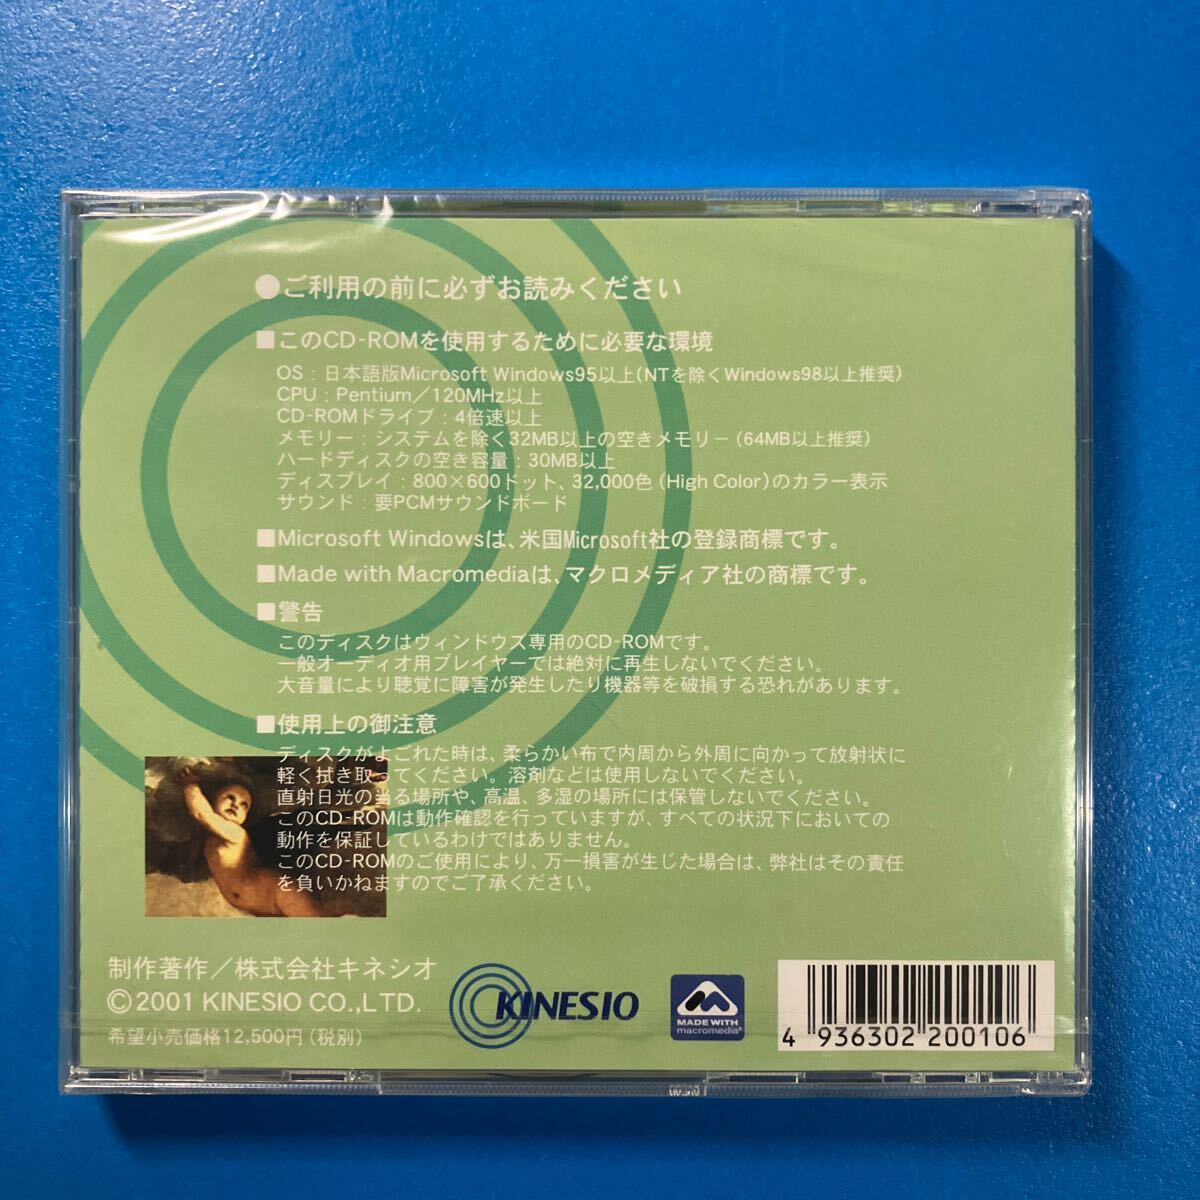 ●ご利用の前に必ずお読みください
■このCD-ROMを使用するために必要な環境
OS：日本語版Microsoft Windows95以上（NTを除くWindows98以上推奨）
CPU：Pentium／120MHz以上
CD-ROMドライブ：4倍速以上
メモリー：システムを除く32MB以上の空きメモリー（64MB以上推奨）
ハードディスクの空き容量：30MB以上
ディスプレイ：800×600ドット、32,000色（High Color）のカラー表示
サウンド：要PCMサウンドボード
■Microsoft Windowsは、米国Microsoft社の登録商標です。
■Made with Macromediaは、マクロメディア社の商標です。
■警告
このディスクはウィンドウズ専用のCD-ROMです。
一般オーディオ用プレイヤーでは絶対に再生しないでください。
大音量により聴覚に障害が発生したり機器等を破損する恐れがあります。
■使用上の御注意
ディスクがよごれた時は、柔らかい布で内周から外周に向かって放射状に
軽く拭き取ってください。溶剤などは使用しないでください。
直射日光の当る場所や、高温、多湿の場所には保管しないでください。
このCD-ROMは動作確認を行っていますが、すべての状況下においての
動作を保証しているわけではありません。
このCD-ROMのご使用により、万一損害が生じた場合は、弊社はその責任
を負いかねますのでご了承ください。
制作著作／株式会社キネシオ
©2001 KINESIO CO.,LTD.
希望小売価格12,500円（税別）
KINESIO
MADE WITH
macromedia®
4 936302 200106